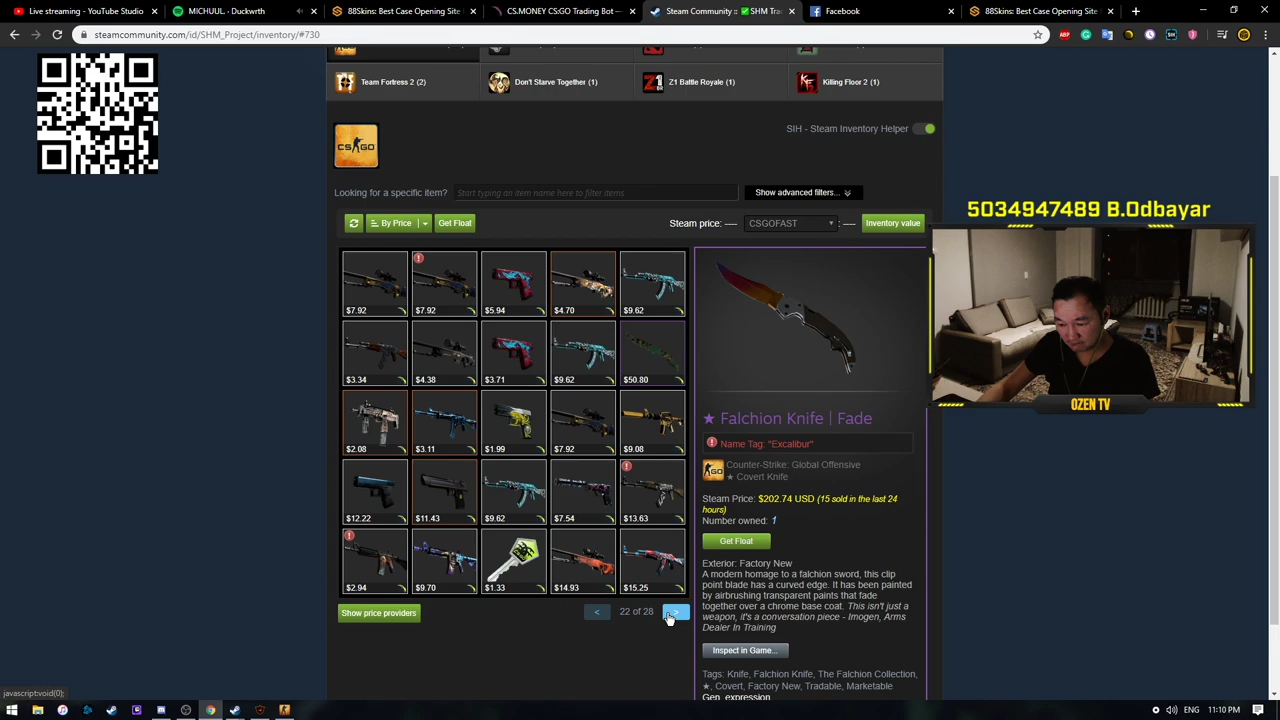 Live streaming - YouTube Studio
MICHUUL, - Duckwth
88Skins: Best Case Opening Site
CS.MONEY CS:GO Trading Bot —
Steam Community ::
SHM Tra
Facebook
88Skins: Best Case Opening Site
steamcommunity.com/id/SHM_Project/inventory/#730
Team Fortress 2 (2)
Don't Starve Together (1)
Z1 Battle Royale (1)
Killing Floor 2 (1)
SIH - Steam Inventory Helper
CS:GO
Looking for a specific item?
Start typing an item name here to filter items
Show advanced filters...
By Price
Get Float
Steam price: ---
CSGOFAST
: ---
Inventory value
5034947489 B.Odbayar
$7.92
$7.92
$5.94
$4.70
$9.62
$3.34
$4.38
$3.71
$9.62
$50.80
$2.08
$3.11
$1.99
$7.92
$9.08
$12.22
$11.43
$9.62
$7.54
$13.63
$2.94
$9.70
$1.33
$14.93
$15.25
Show price providers
<
22 of 28
>
★ Falchion Knife | Fade
Name Tag: "Excalibur"
Counter-Strike: Global Offensive
★ Covert Knife
Steam Price: $202.74 USD (15 sold in the last 24
hours)
Number owned: 1
Get Float
Exterior: Factory New
A modern homage to a falchion sword, this clip
point blade has a curved edge. It has been painted
by airbrushing transparent paints that fade
together over a chrome base coat. This isn't just a
weapon, it's a conversation piece - Imogen, Arms
Dealer In Training
Inspect in Game...
Tags: Knife, Falchion Knife, The Falchion Collection,
★, Covert, Factory New, Tradable, Marketable
Gen. expression
OZEN TV
javascript:void(0);
ENG
11:10 PM